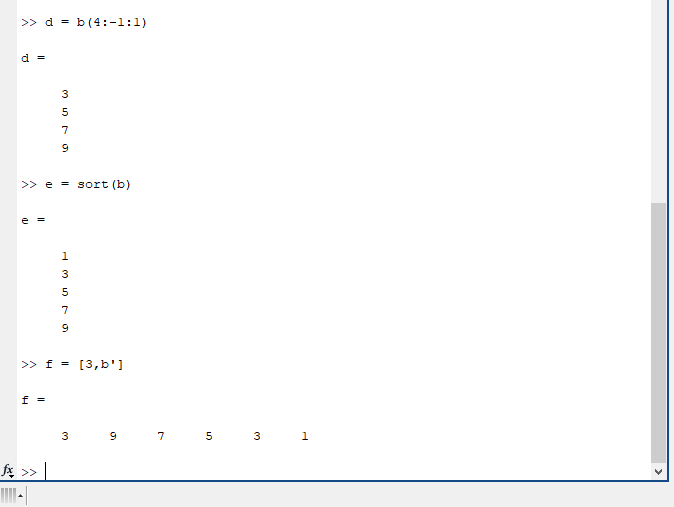 >> d = b(4:-1:1)
d =
3
5
7
9
>> e = sort(b)
e =
1
3
5
7
9
>> f = [3,b']
f =
3 9 7 5 3 1
fx >>